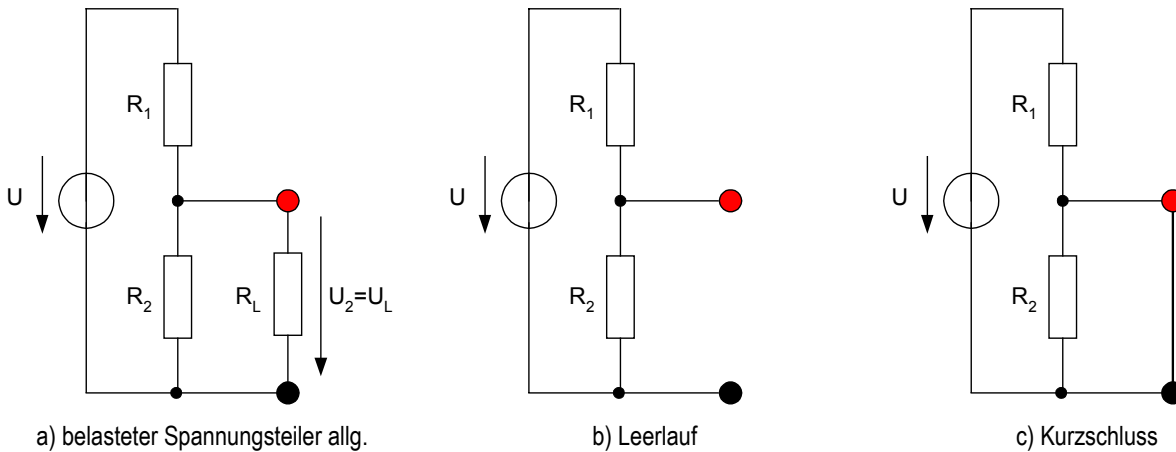 R1
R1
R1
U
U
U
R2
RL
U2=UL
R2
R2
a) belasteter Spannungsteiler allg.
b) Leerlauf
c) Kurzschluss